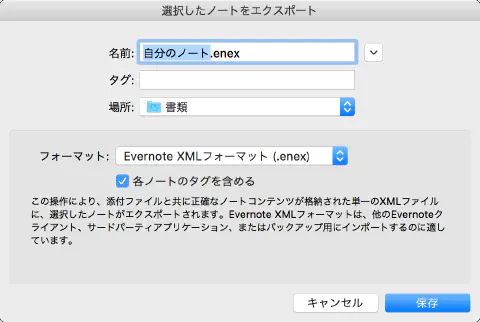 選択したノートをエクスポート
名前: 自分のノート.enex
タグ:
場所: 書類
フォーマット: Evernote XMLフォーマット (.enex)
各ノートのタグを含める
この操作により、添付ファイルと共に正確なノートコンテンツが格納された単一のXMLファイル
に、選択したノートがエクスポートされます。Evernote XMLフォーマットは、他のEvernoteク
ライアント、サードパーティアプリケーション、またはバックアップ用にインポートするのに適し
ています。
キャンセル 保存